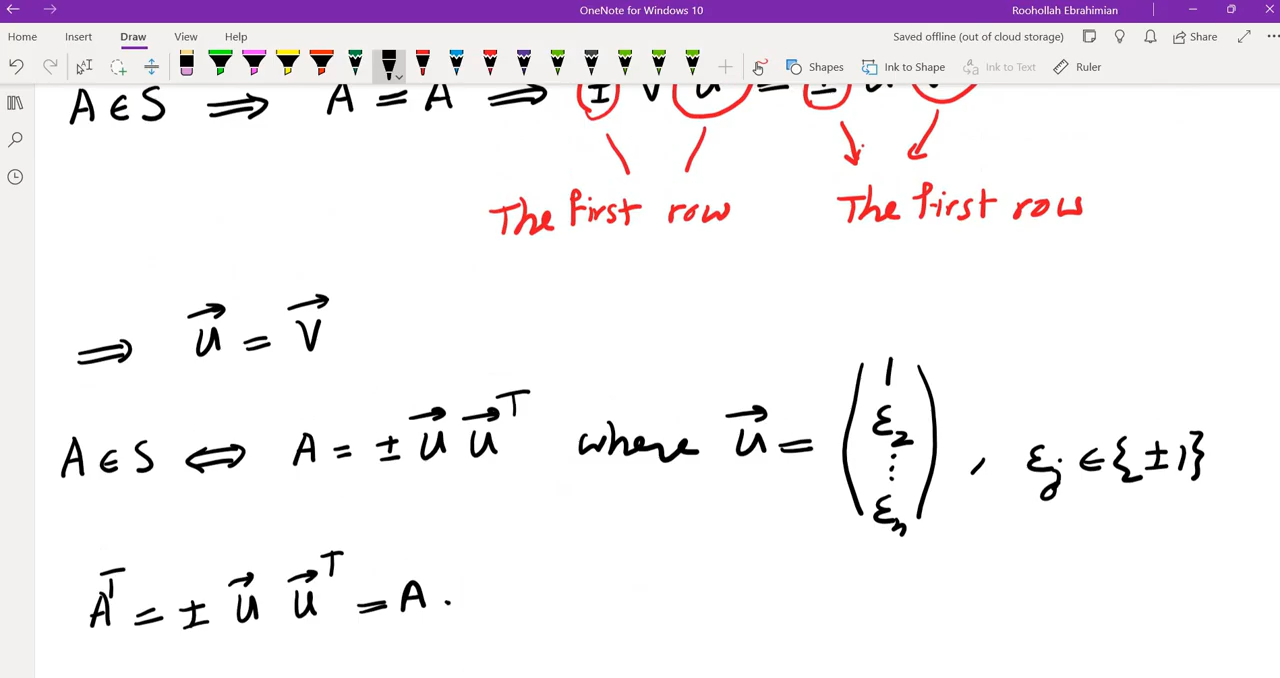 OneNote for Windows 10
Roohollah Ebrahimian
Home Insert Draw View Help
Saved offline (out of cloud storage)
Share
Shapes Ink to Shape Ink to Text Ruler
A ∈ S ⟹ A = A ⟹ ± v u = ± u
The first row The first row
⟹ u⃗ = v⃗
A ∈ S ⟺ A = ± u⃗ u⃗ᵀ where u⃗ = (1 ε₂ ⋮ εₙ), εⱼ ∈ {±1}
Aᵀ = ± u⃗ u⃗ᵀ = A.